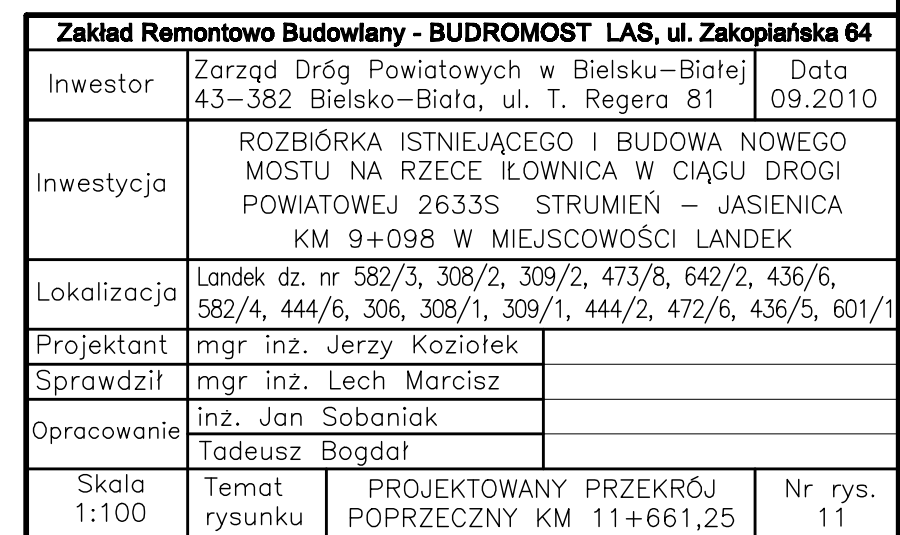 Zakład Remontowo Budowlany - BUDROMOST LAS, ul. Zakopiańska 64
Inwestor
Zarząd Dróg Powiatowych w Bielsku-Białej
43-382 Bielsko-Biała, ul. T. Regera 81
Data
09.2010
Inwestycja
ROZBIÓRKA ISTNIEJĄCEGO I BUDOWA NOWEGO
MOSTU NA RZECE IŁOWNICA W CIĄGU DROGI
POWIATOWEJ 2633S STRUMIEŃ - JASIENICA
KM 9+098 W MIEJSCOWOŚCI LANDEK
Lokalizacja
Landek dz. nr 582/3, 308/2, 309/2, 473/8, 642/2, 436/6,
582/4, 444/6, 306, 308/1, 309/1, 444/2, 472/6, 436/5, 601/1
Projektant
mgr inż. Jerzy Koziołek
Sprawdził
mgr inż. Lech Marcisz
Opracowanie
inż. Jan Sobaniak
Tadeusz Bogdał
Skala
1:100
Temat
rysunku
PROJEKTOWANY PRZEKRÓJ
POPRZECZNY KM 11+661,25
Nr rys.
11